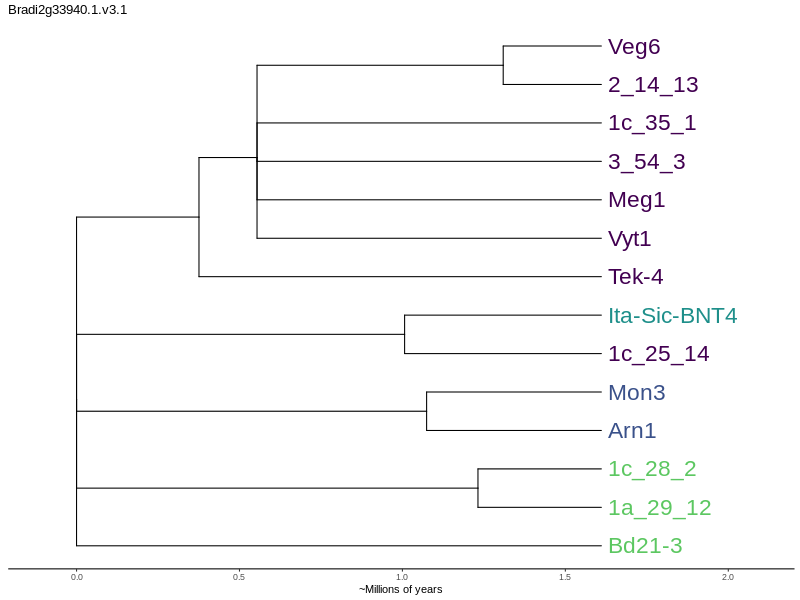 Bradi2g33940.1.v3.1
Veg6
2_14_13
1c_35_1
3_54_3
Meg1
Vyt1
Tek-4
Ita-Sic-BNT4
1c_25_14
Mon3
Arn1
1c_28_2
1a_29_12
Bd21-3
0.0 0.5 1.0 1.5 2.0
~Millions of years